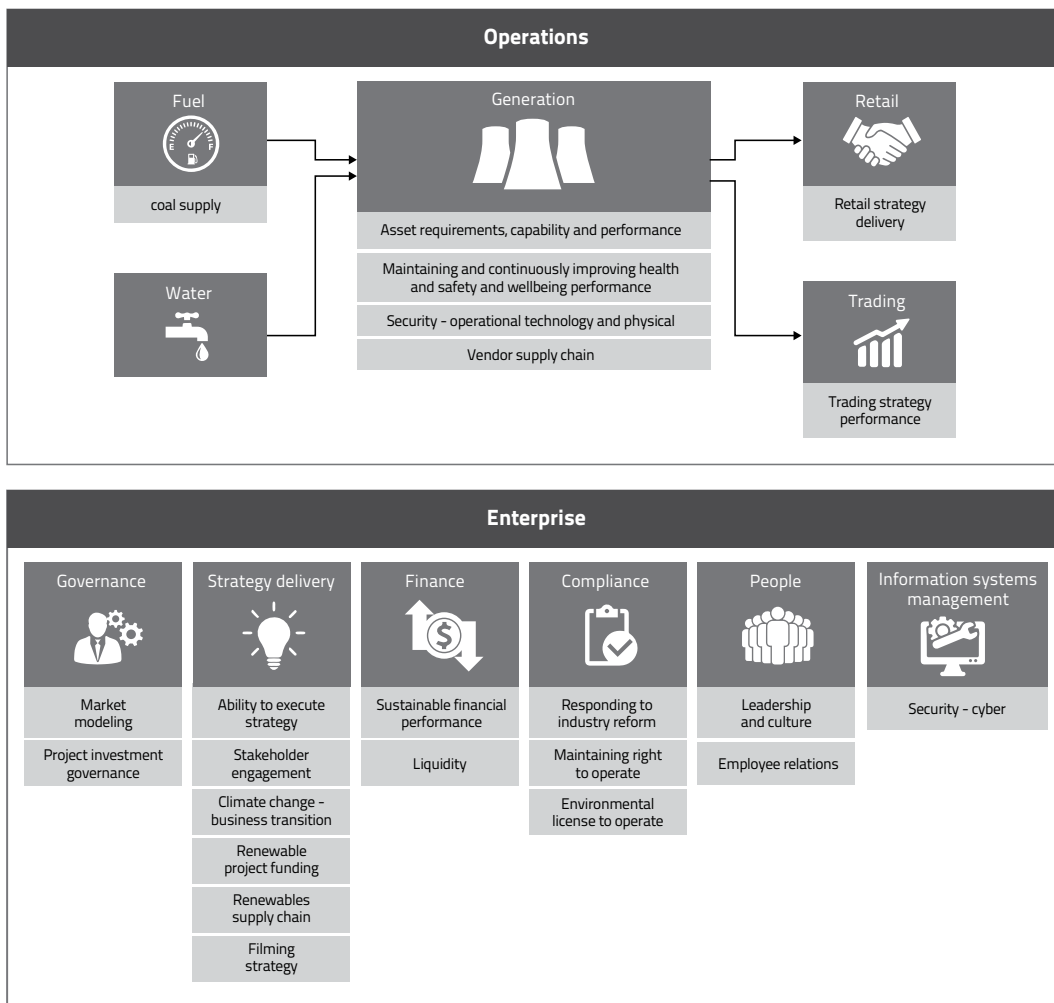 Operations
Fuel
E
F
coal supply
Water
Generation
Asset requirements, capability and performance
Maintaining and continuously improving health
and safety and wellbeing performance
Security - operational technology and physical
Vendor supply chain
Retail
Retail strategy
delivery
Trading
Trading strategy
performance
Enterprise
Governance
Market
modeling
Project investment
governance
Strategy delivery
Ability to execute
strategy
Stakeholder
engagement
Climate change -
business transition
Renewable
project funding
Renewables
supply chain
Filming
strategy
Finance
$
Sustainable financial
performance
Liquidity
Compliance
Responding to
industry reform
Maintaining right
to operate
Environmental
license to operate
People
Leadership
and culture
Employee relations
Information systems
management
Security - cyber